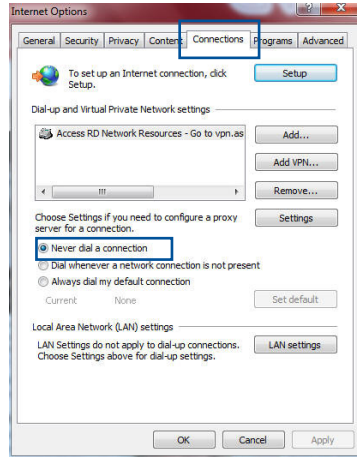 Internet Options
General Security Privacy Content Connections Programs Advanced
To set up an Internet connection, click
Setup.
Setup
Dial-up and Virtual Private Network settings
Access RD Network Resources - Go to vpn.as
Add...
Add VPN...
Remove...
Choose Settings if you need to configure a proxy
server for a connection.
Settings
Never dial a connection
Dial whenever a network connection is not present
Always dial my default connection
Current None
Set default
Local Area Network (LAN) settings
LAN Settings do not apply to dial-up connections.
Choose Settings above for dial-up settings.
LAN settings
OK Cancel Apply